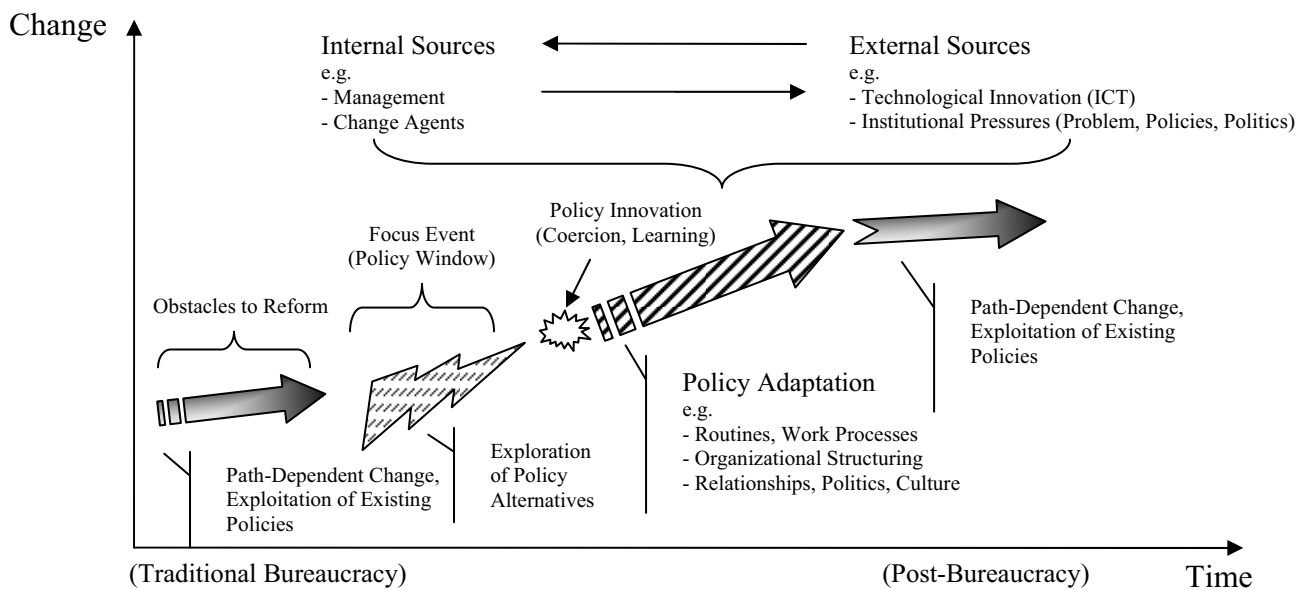 Change
Internal Sources
e.g.
- Management
- Change Agents
External Sources
e.g.
- Technological Innovation (ICT)
- Institutional Pressures (Problem, Policies, Politics)
Policy Innovation
(Coercion, Learning)
Focus Event
(Policy Window)
Obstacles to Reform
Path-Dependent Change,
Exploitation of Existing
Policies
Exploration
of Policy
Alternatives
Policy Adaptation
e.g.
- Routines, Work Processes
- Organizational Structuring
- Relationships, Politics, Culture
Path-Dependent Change,
Exploitation of Existing
Policies
(Traditional Bureaucracy)
(Post-Bureaucracy)
Time